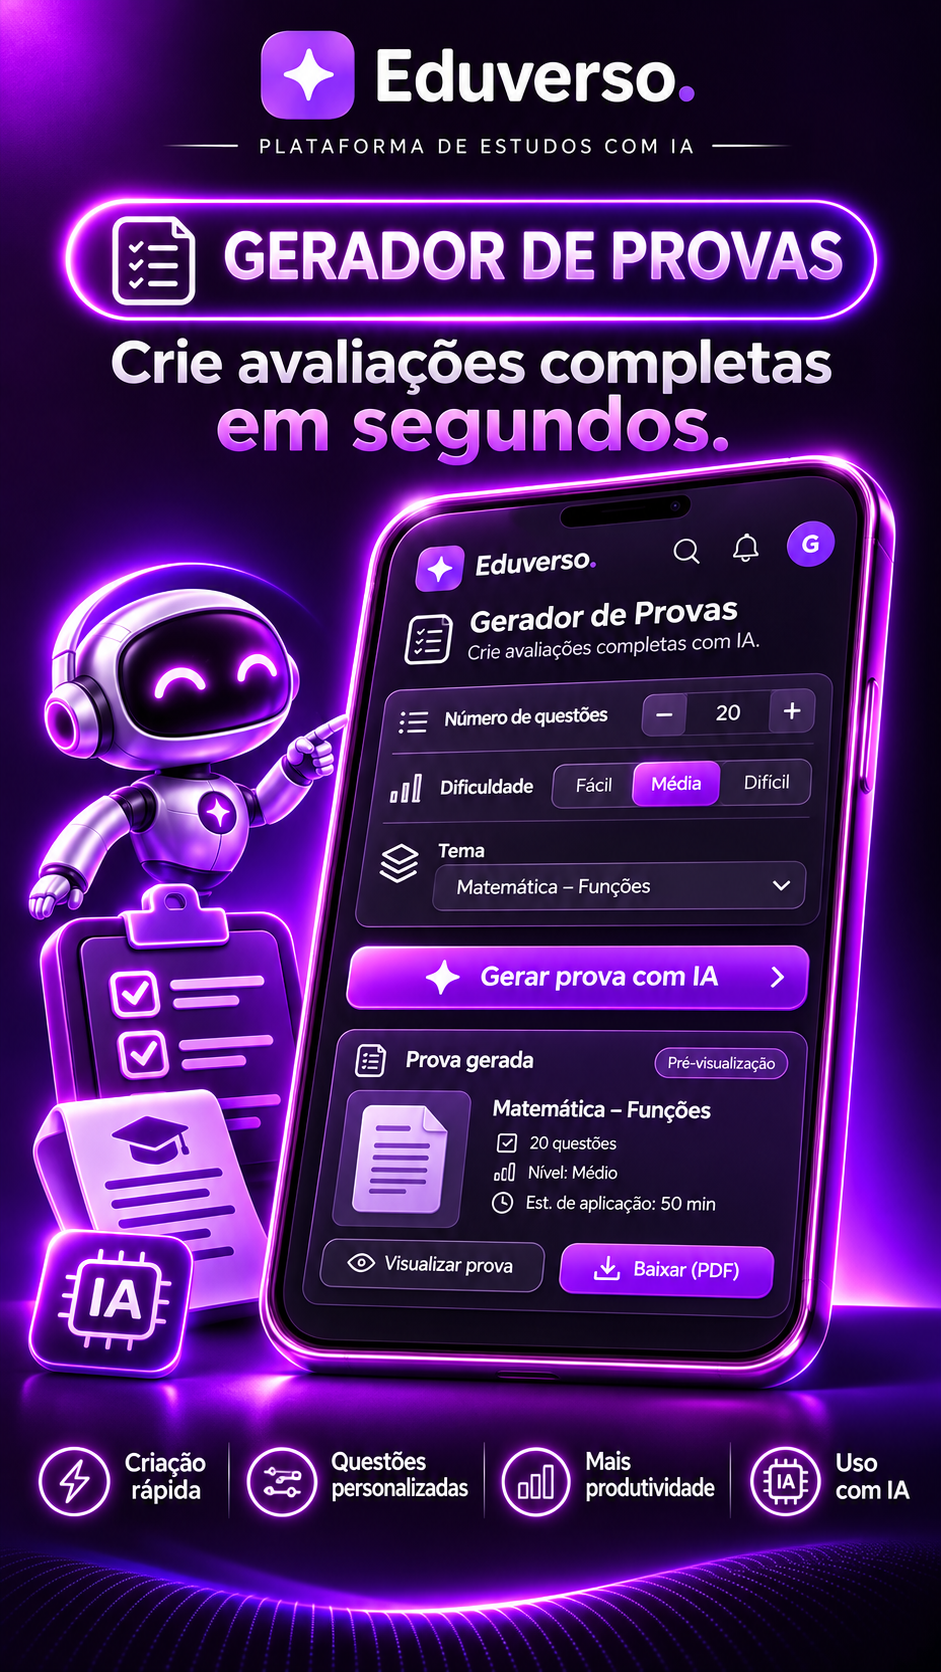 Eduverso.
PLATAFORMA DE ESTUDOS COM IA
GERADOR DE PROVAS
Crie avaliações completas
em segundos.
Eduverso.
G
Gerador de Provas
Crie avaliações completas com IA.
Número de questões
− 20 +
Dificuldade
Fácil Média Difícil
Tema
Matemática – Funções
Gerar prova com IA
Prova gerada
Pré-visualização
Matemática – Funções
20 questões
Nível: Médio
Est. de aplicação: 50 min
Visualizar prova
Baixar (PDF)
IA
Criação
rápida
Questões
personalizadas
Mais
produtividade
IA
Uso
com IA